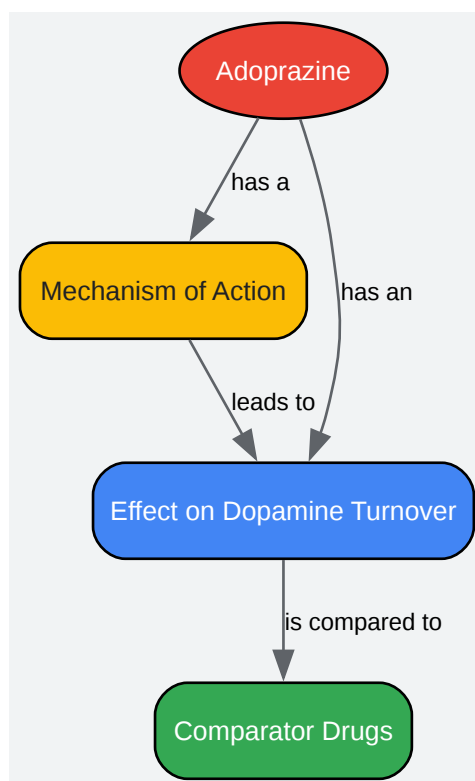 Adoprazine
has a
Mechanism of Action
has an
leads to
Effect on Dopamine Turnover
is compared to
Comparator Drugs